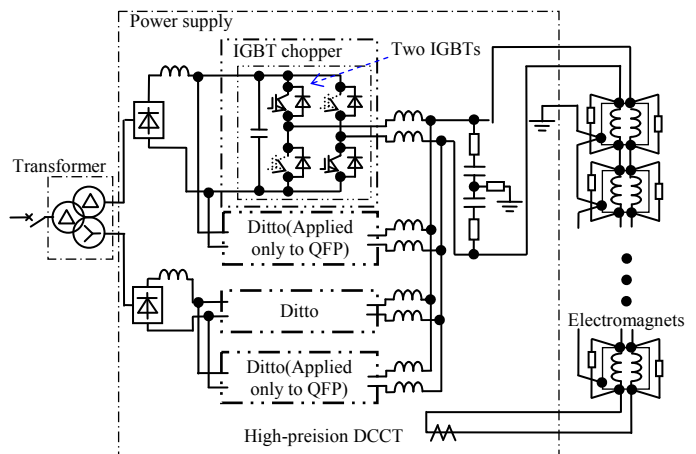 Power supply
IGBT chopper
Two IGBTs
Transformer
Ditto(Applied
only to QFP)
Ditto
Electromagnets
Ditto(Applied
only to QFP)
High-preision DCCT